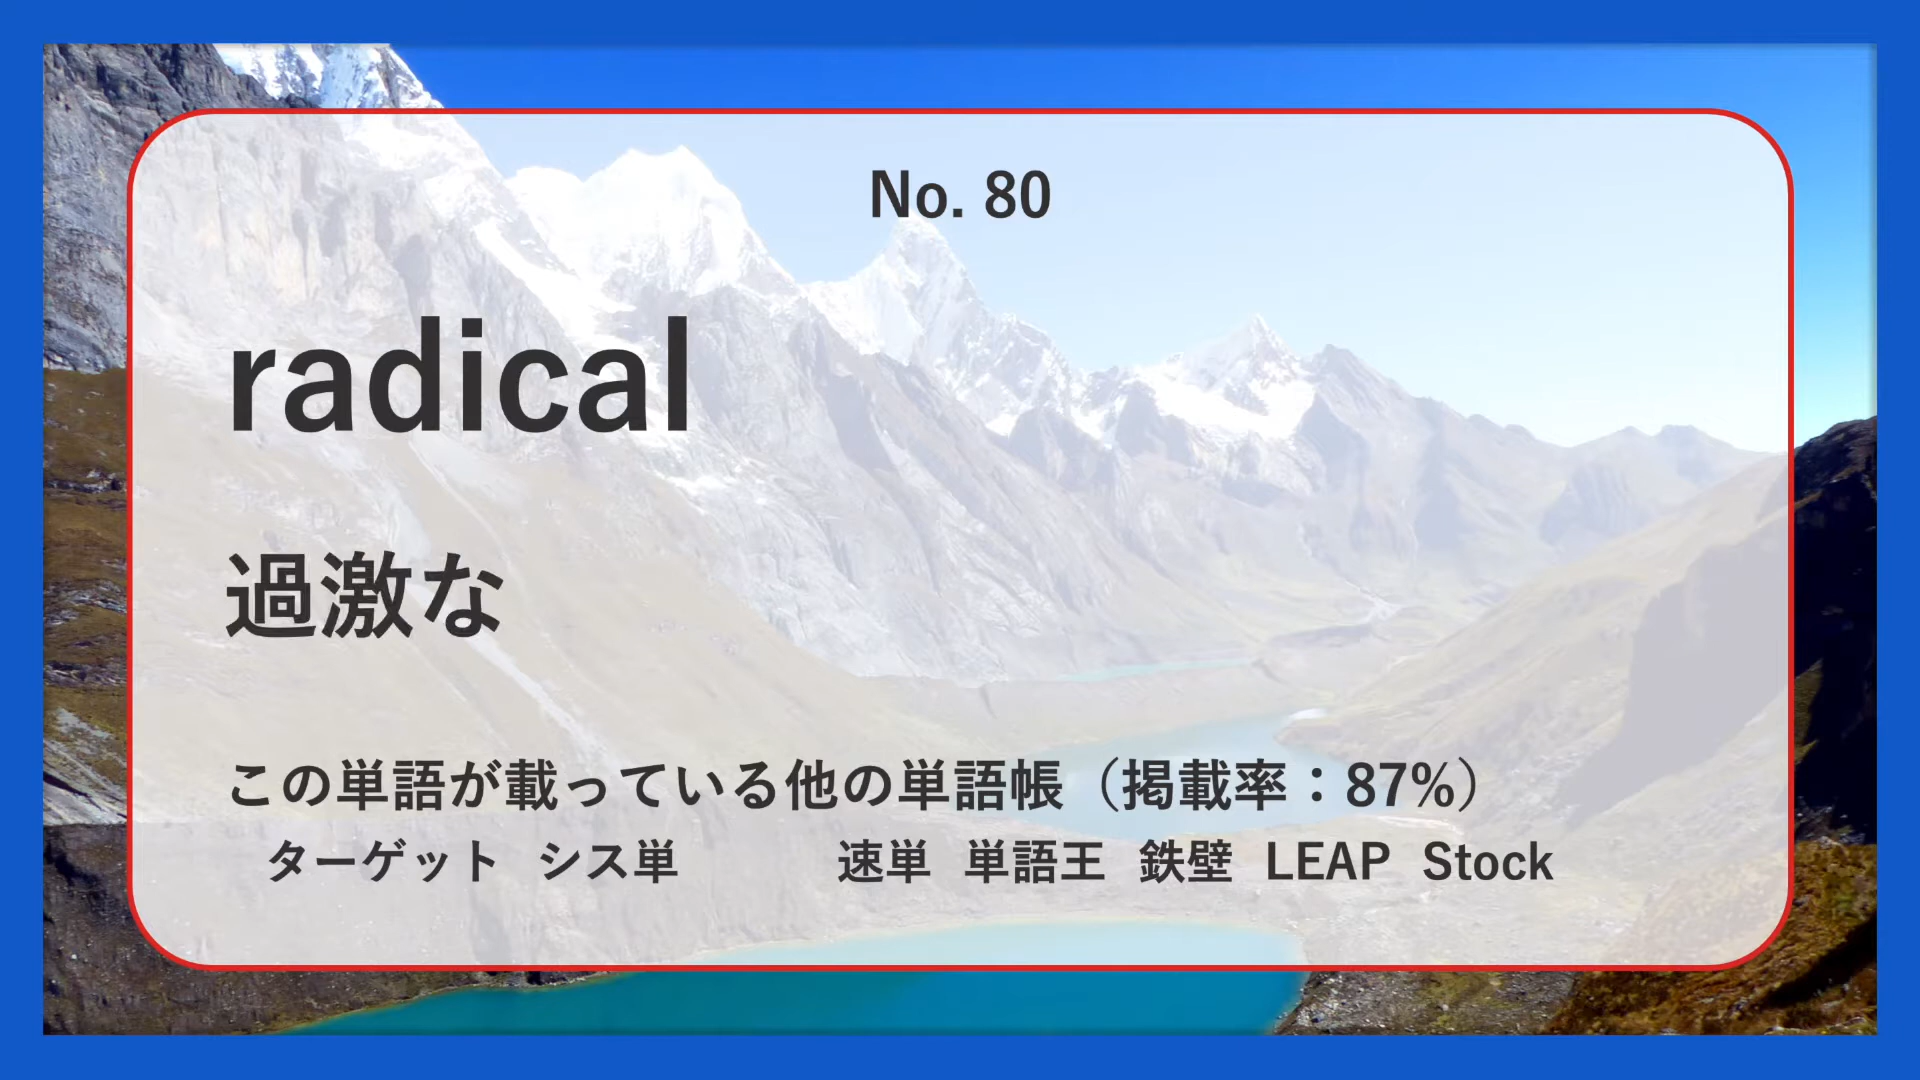 No. 80
radical
過激な
この単語が載っている他の単語帳（掲載率：87%）
ターゲット シス単 速単 単語王 鉄壁 LEAP Stock